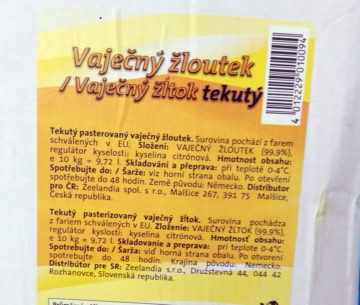 Vaječný žloutek
/ Vaječný žĺtok tekutý
4 012229 010094
Tekutý pasterovaný vaječný žloutek. Surovina pochází z farem
schválených v EU. Složení: VAJEČNÝ ŽLOUTEK (99,9%),
regulátor kyselosti: kyselina citrónová. Hmotnost obsahu:
e 10 kg = 9,72 l. Skladování a přeprava: při teplotě 0-4°C.
Spotřebujte do: / Šarže: viz horní strana obalu. Po otevření
spotřebujte do 48 hodin. Země původu: Německo. Distributor
pro ČR: Zeelandia spol. s r.o., Malšice 267, 391 75 Malšice,
Česká republika.
Tekutý pasterizovaný vaječný žĺtok. Surovina pochádza
z fariem schválených v EÚ. Zloženie: VAJEČNÝ ŽĹTOK (99,9%),
regulátor kyslosti: kyselina citrónová. Hmotnosť obsahu:
e 10 kg = 9,72 l. Skladovanie a preprava: pri teplote 0-4°C.
Spotrebujte do: / Šarža: viď horná strana obalu. Po otvorení
spotrebujte do 48 hodín. Krajina pôvodu: Nemecko.
Distribútor pre SR: Zeelandia s.r.o., Družstevná 44, 044 42
Rozhanovce, Slovenská republika.